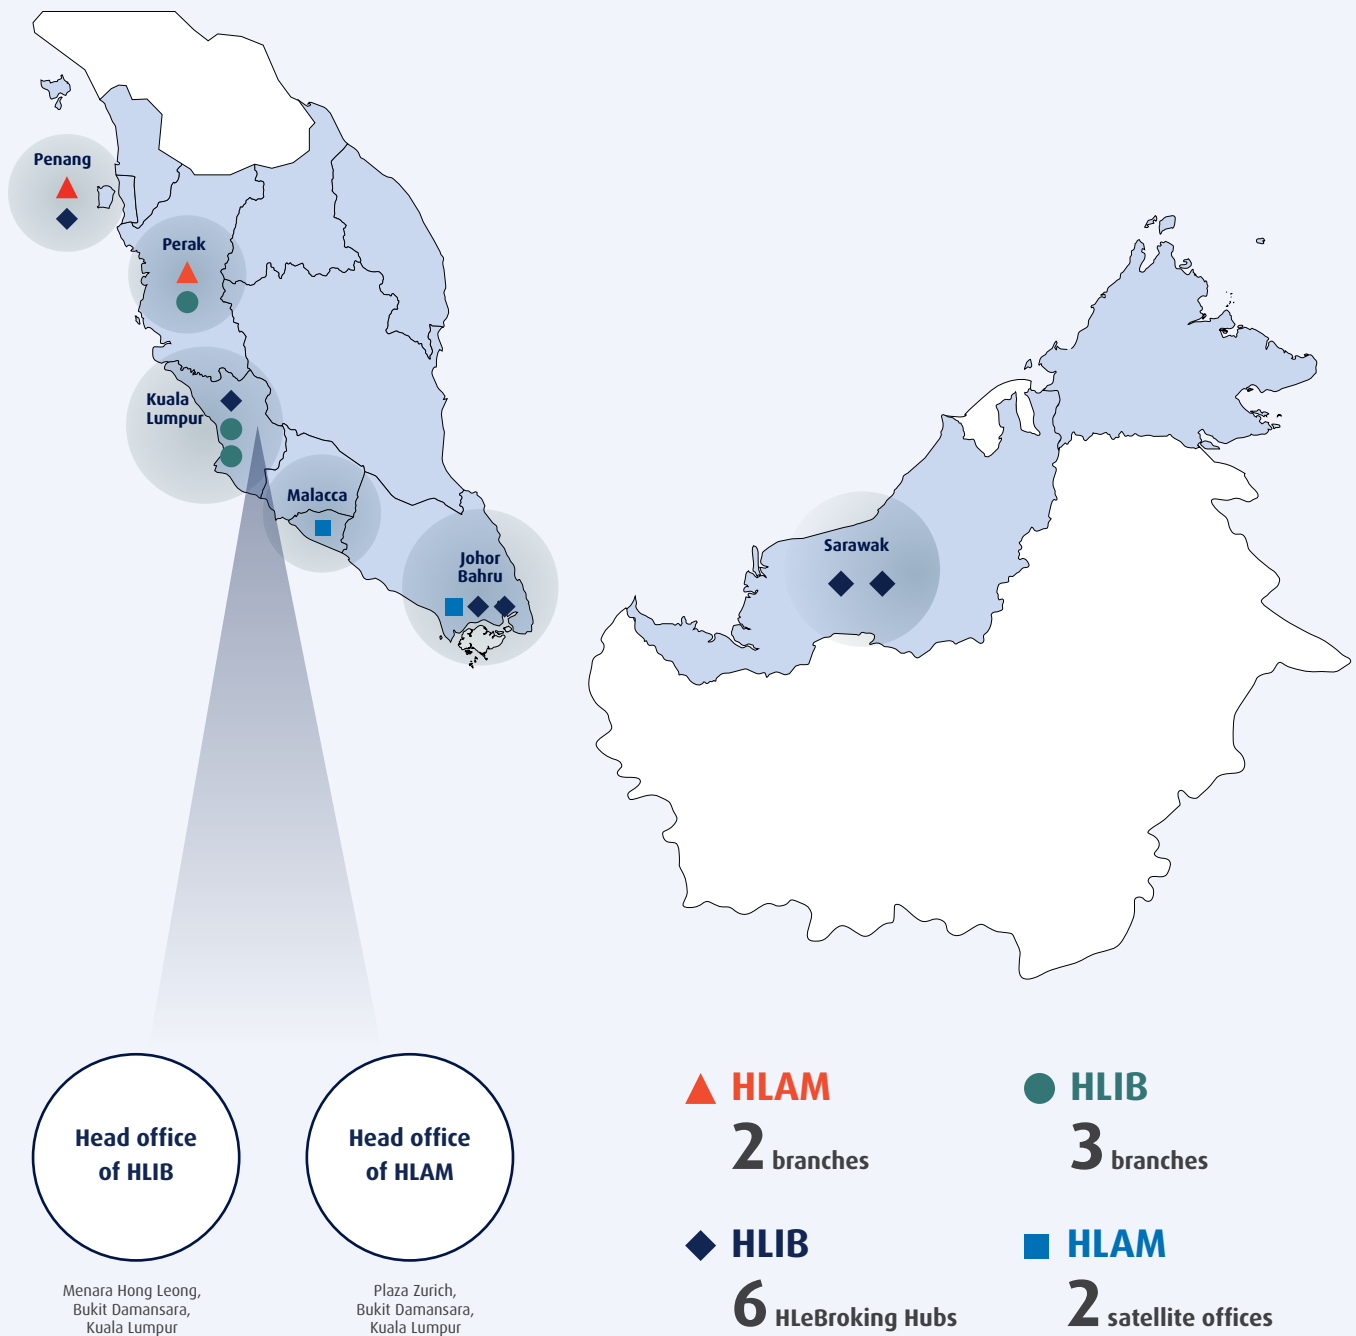 Penang
Perak
Kuala
Lumpur
Malacca
Johor
Bahru
Sarawak
Head office
of HLIB
Menara Hong Leong,
Bukit Damansara,
Kuala Lumpur
Head office
of HLAM
Plaza Zurich,
Bukit Damansara,
Kuala Lumpur
HLAM
2 branches
HLIB
3 branches
HLIB
6 HLeBroking Hubs
HLAM
2 satellite offices